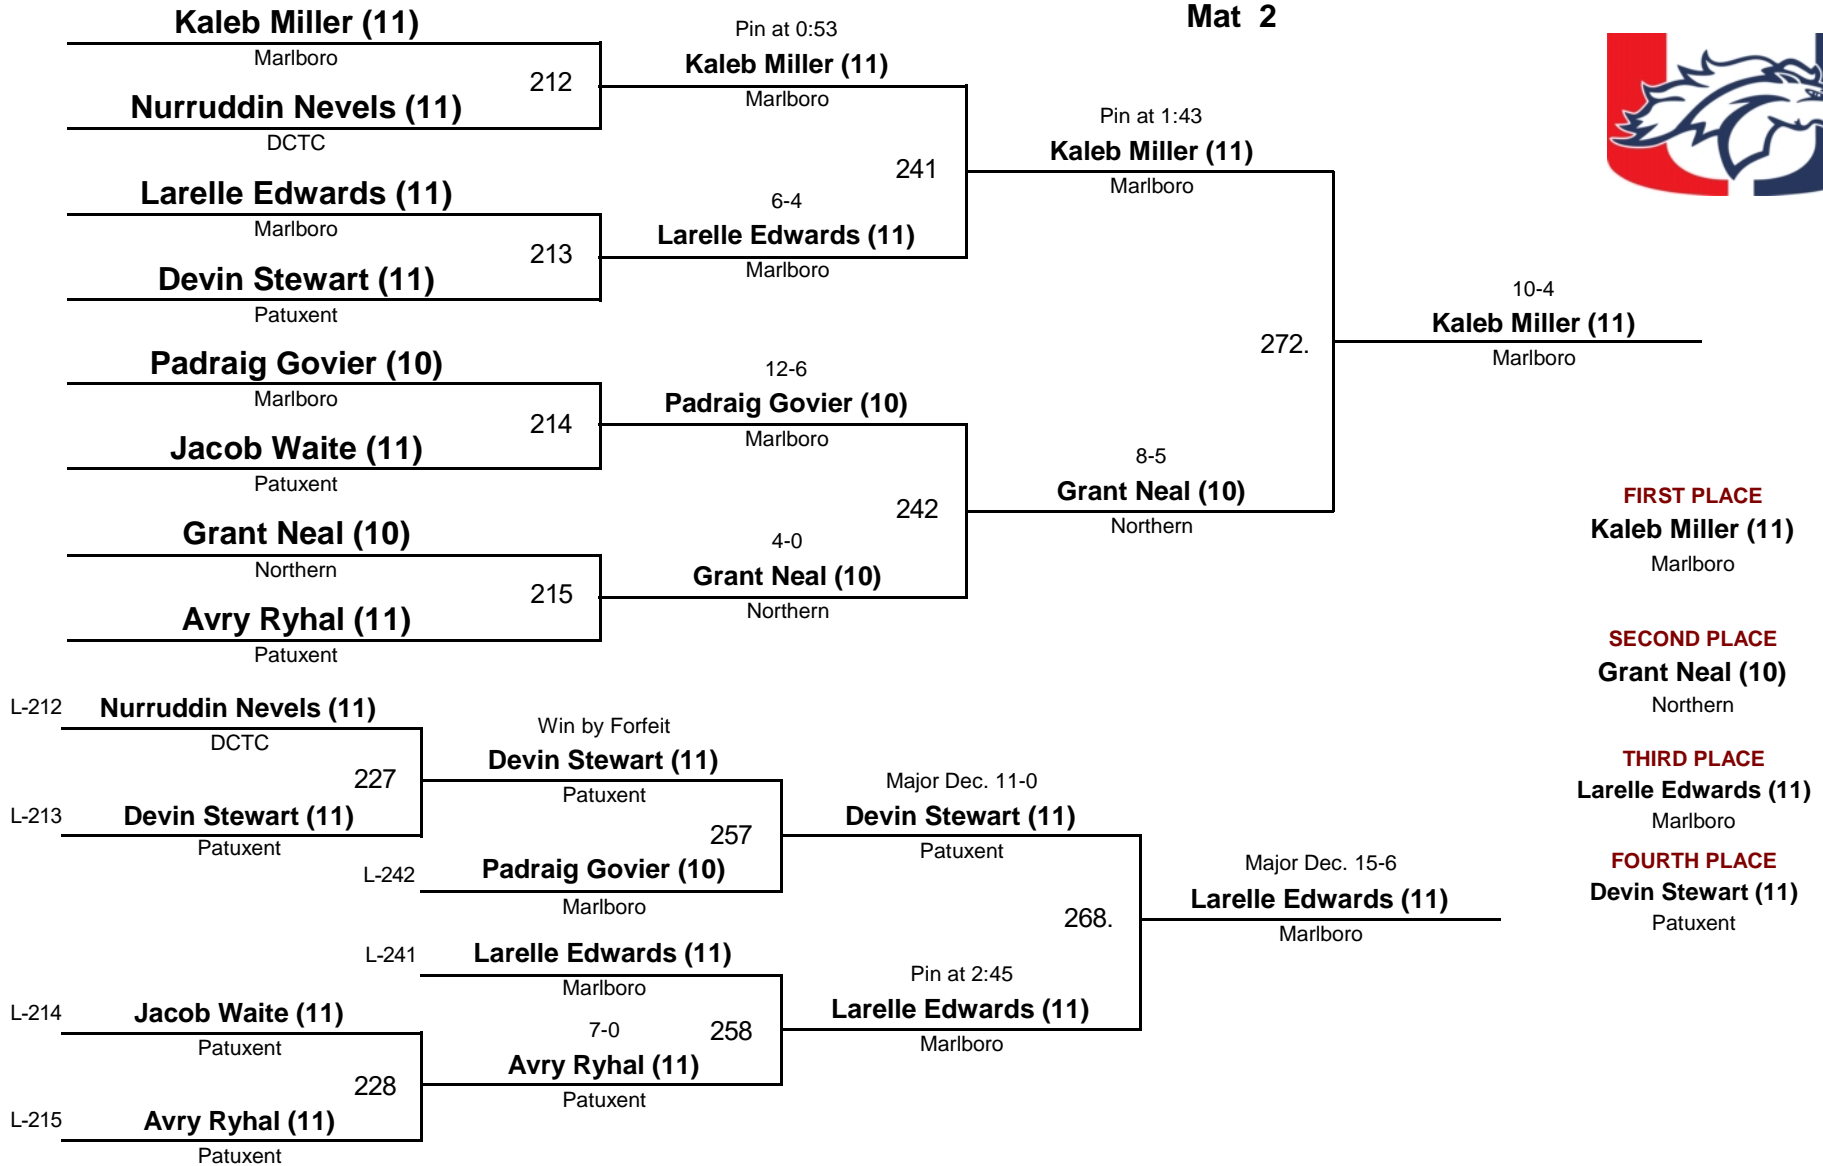 Mat 2
Kaleb Miller (11)
Marlboro
212
Nurruddin Nevels (11)
DCTC
Larelle Edwards (11)
Marlboro
213
Devin Stewart (11)
Patuxent
Padraig Govier (10)
Marlboro
214
Jacob Waite (11)
Patuxent
Grant Neal (10)
Northern
215
Avry Ryhal (11)
Patuxent
Pin at 0:53
Kaleb Miller (11)
Marlboro
241
6-4
Larelle Edwards (11)
Marlboro
12-6
Padraig Govier (10)
Marlboro
242
4-0
Grant Neal (10)
Northern
Pin at 1:43
Kaleb Miller (11)
Marlboro
272.
8-5
Grant Neal (10)
Northern
10-4
Kaleb Miller (11)
Marlboro
FIRST PLACE
Kaleb Miller (11)
Marlboro
SECOND PLACE
Grant Neal (10)
Northern
THIRD PLACE
Larelle Edwards (11)
Marlboro
FOURTH PLACE
Devin Stewart (11)
Patuxent
L-212 Nurruddin Nevels (11)
DCTC
227
L-213 Devin Stewart (11)
Patuxent
Win by Forfeit
Devin Stewart (11)
Patuxent
257
L-242 Padraig Govier (10)
Marlboro
L-241 Larelle Edwards (11)
Marlboro
258
L-214 Jacob Waite (11)
Patuxent
228
L-215 Avry Ryhal (11)
Patuxent
7-0
Avry Ryhal (11)
Patuxent
Major Dec. 11-0
Devin Stewart (11)
Patuxent
268.
Pin at 2:45
Larelle Edwards (11)
Marlboro
Major Dec. 15-6
Larelle Edwards (11)
Marlboro